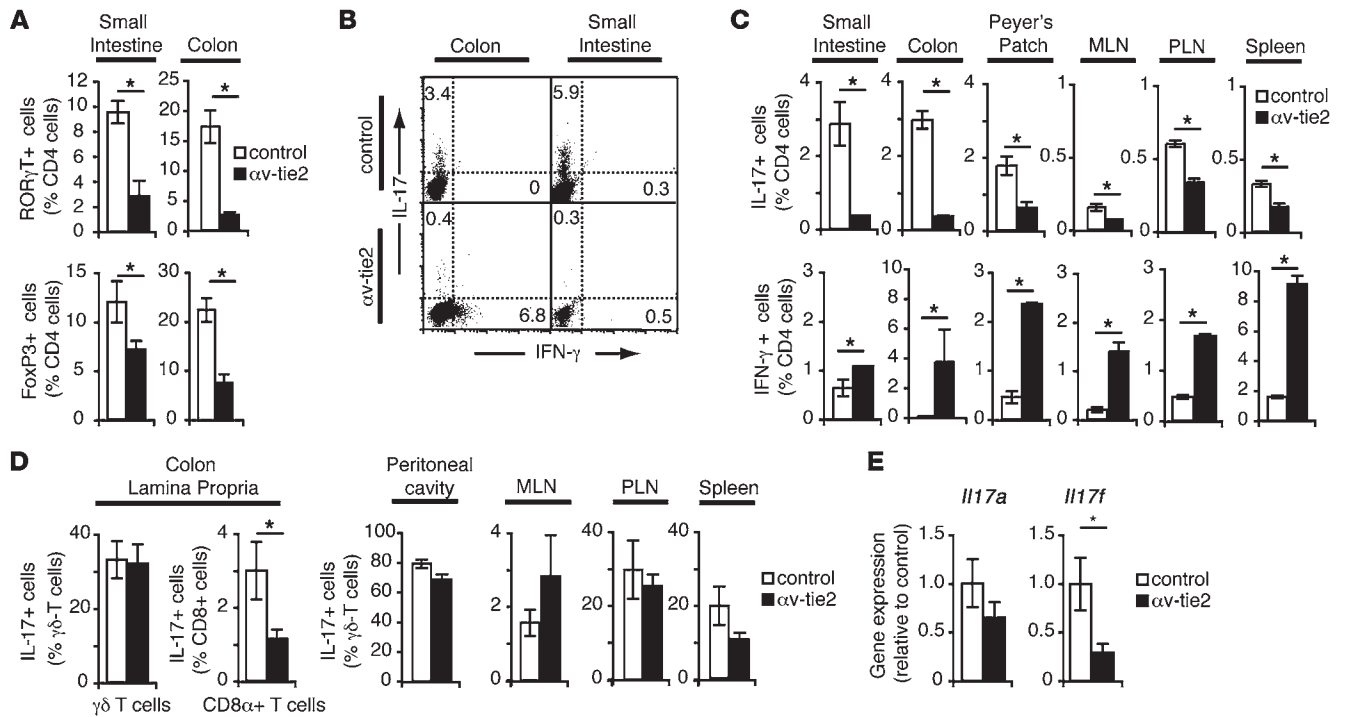 A
Small
Intestine
Colon
RORγT+ cells
(% CD4 cells)
12
10
8
6
4
2
0
*
25
20
15
10
5
0
*
control
αv-tie2
FoxP3+ cells
(% CD4 cells)
15
10
5
0
*
30
20
10
0
*
B
Colon
Small
Intestine
control
αv-tie2
IL-17
3.4
5.9
0
0.3
0.4
0.3
6.8
0.5
IFN-γ
C
Small
Intestine
Colon
Peyer's
Patch
MLN
PLN
Spleen
IL-17+ cells
(% CD4 cells)
4
2
0
*
4
2
0
*
4
2
0
*
1
0.5
0
*
1
0.5
0
*
1
0.5
0
*
control
αv-tie2
IFN-γ + cells
(% CD4 cells)
3
2
1
0
*
10
8
6
4
2
0
*
3
2
1
0
*
3
2
1
0
*
3
2
1
0
*
10
8
6
4
2
0
*
D
Colon
Lamina Propria
IL-17+ cells
(% γδ-T cells)
40
20
0
γδ T cells
IL-17+ cells
(% CD8+ cells)
4
2
0
*
CD8α+ T cells
Peritoneal
cavity
MLN
PLN
Spleen
IL-17+ cells
(% γδ-T cells)
100
80
60
40
20
0
4
2
0
40
20
0
40
20
0
control
αv-tie2
E
Il17a
Il17f
Gene expression
(relative to control)
1.5
1.0
0.5
0
1.5
1.0
0.5
0
*
control
αv-tie2